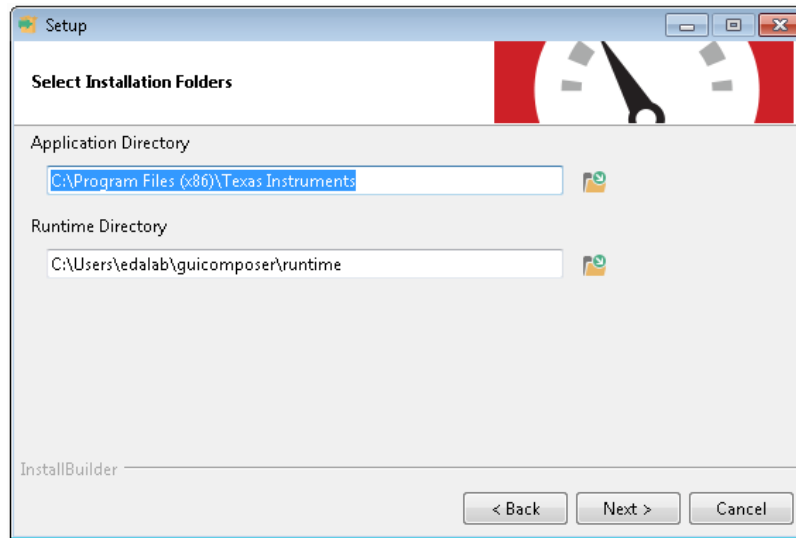 Setup
Select Installation Folders
Application Directory
C:\Program Files (x86)\Texas Instruments
Runtime Directory
C:\Users\edalab\guicomposer\runtime
InstallBuilder
< Back
Next >
Cancel